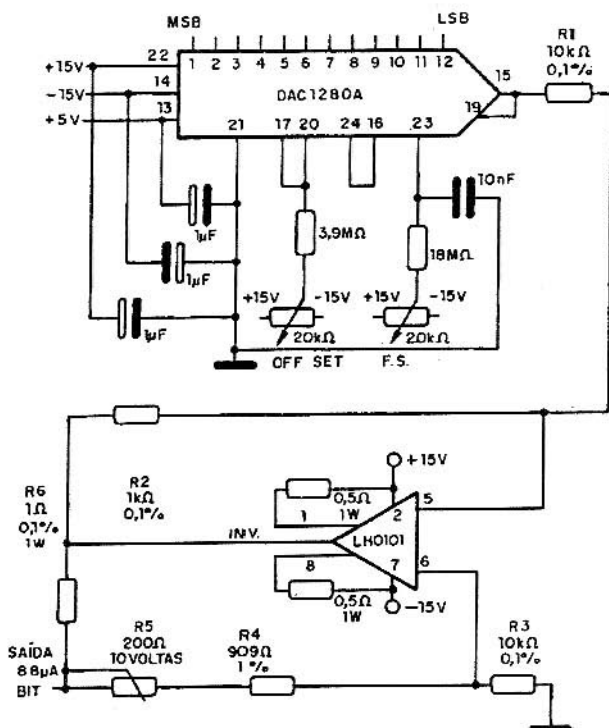 MSB
LSB
R1
10kΩ
0,1%
+15V
22
1 2 3 4 5 6 7 8 9 10 11 12
15
-15V
14
DAC1280A
19
+5V
13
21
17 20
24 16
23
10nF
1μF
3,9MΩ
18MΩ
1μF
+15V
-15V
+15V
-15V
1μF
20kΩ
20kΩ
OFF SET
F.S.
+15V
R6
1Ω
0,1%
1W
R2
1kΩ
0,1%
0,5Ω
1W
1
2
5
INV.
LH0101
8
7
6
0,5Ω
1W
-15V
SAÍDA
88μA
BIT
R5
200Ω
10VOLTAS
R4
909Ω
1%
R3
10kΩ
0,1%